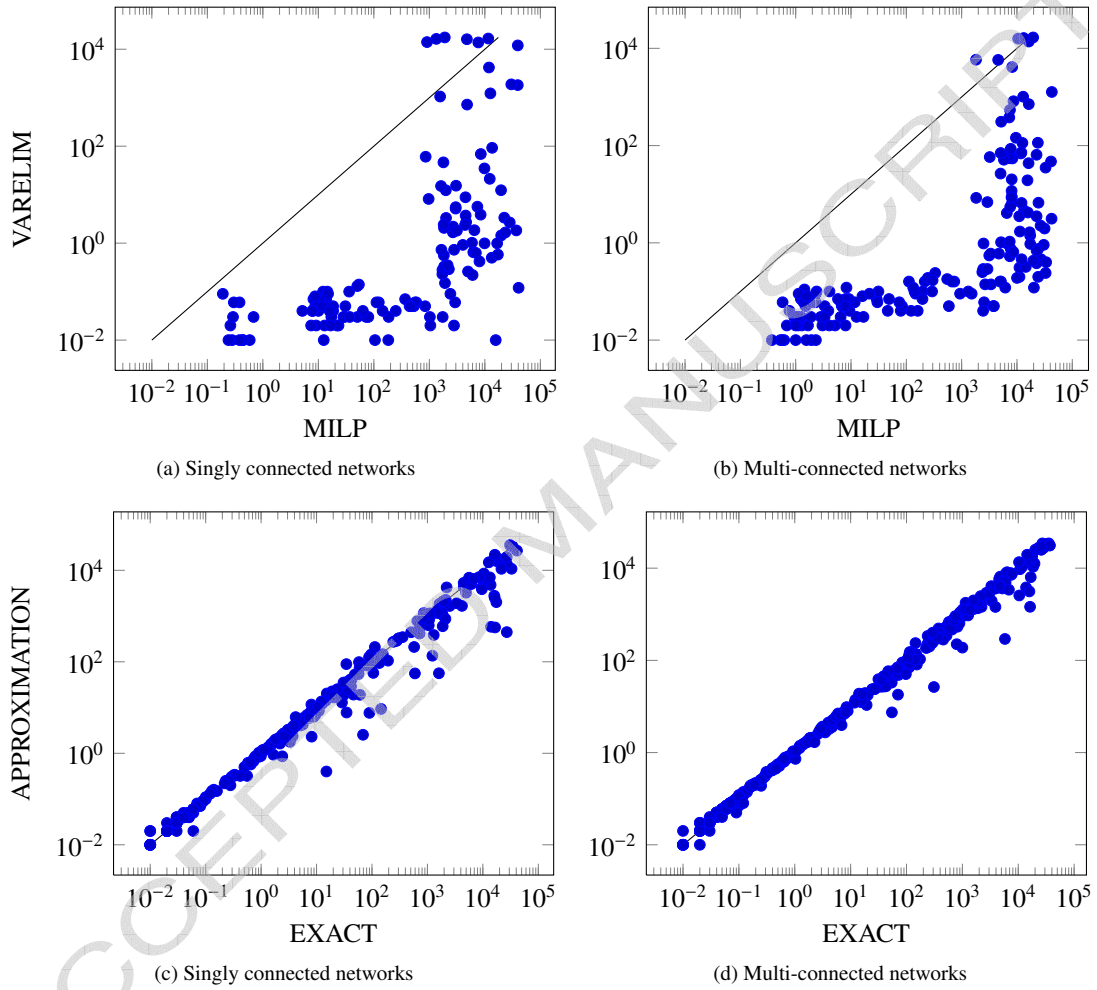 10^4
10^2
10^0
10^−2
VARELIM
10^−2 10^−1 10^0 10^1 10^2 10^3 10^4 10^5
MILP
(a) Singly connected networks
10^4
10^2
10^0
10^−2
10^−2 10^−1 10^0 10^1 10^2 10^3 10^4 10^5
MILP
(b) Multi-connected networks
10^4
10^2
10^0
10^−2
APPROXIMATION
10^−2 10^−1 10^0 10^1 10^2 10^3 10^4 10^5
EXACT
(c) Singly connected networks
10^4
10^2
10^0
10^−2
10^−2 10^−1 10^0 10^1 10^2 10^3 10^4 10^5
EXACT
(d) Multi-connected networks
CCEPTED MANUSCRIPT